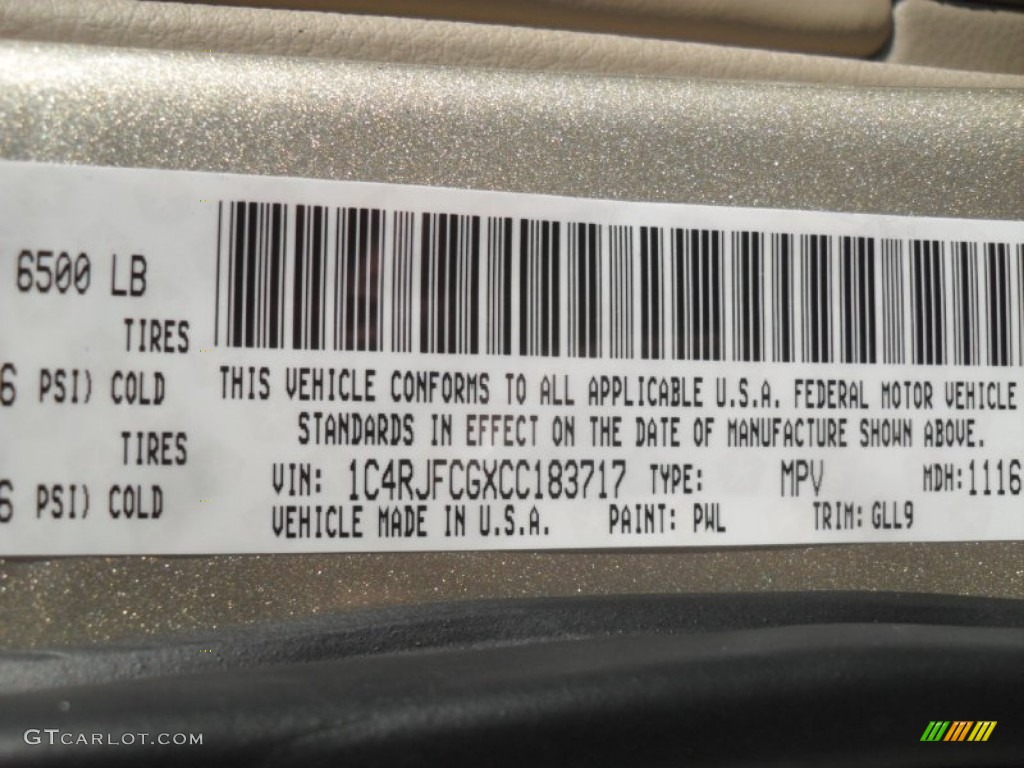 6500 LB
TIRES
6 PSI) COLD
TIRES
6 PSI) COLD
THIS VEHICLE CONFORMS TO ALL APPLICABLE U.S.A. FEDERAL MOTOR VEHICLE
STANDARDS IN EFFECT ON THE DATE OF MANUFACTURE SHOWN ABOVE.
VIN: 1C4RJFCGXCC183717 TYPE: MPV MDH: 1116
VEHICLE MADE IN U.S.A. PAINT: PWL TRIM: GLL9
GTCARLOT.COM